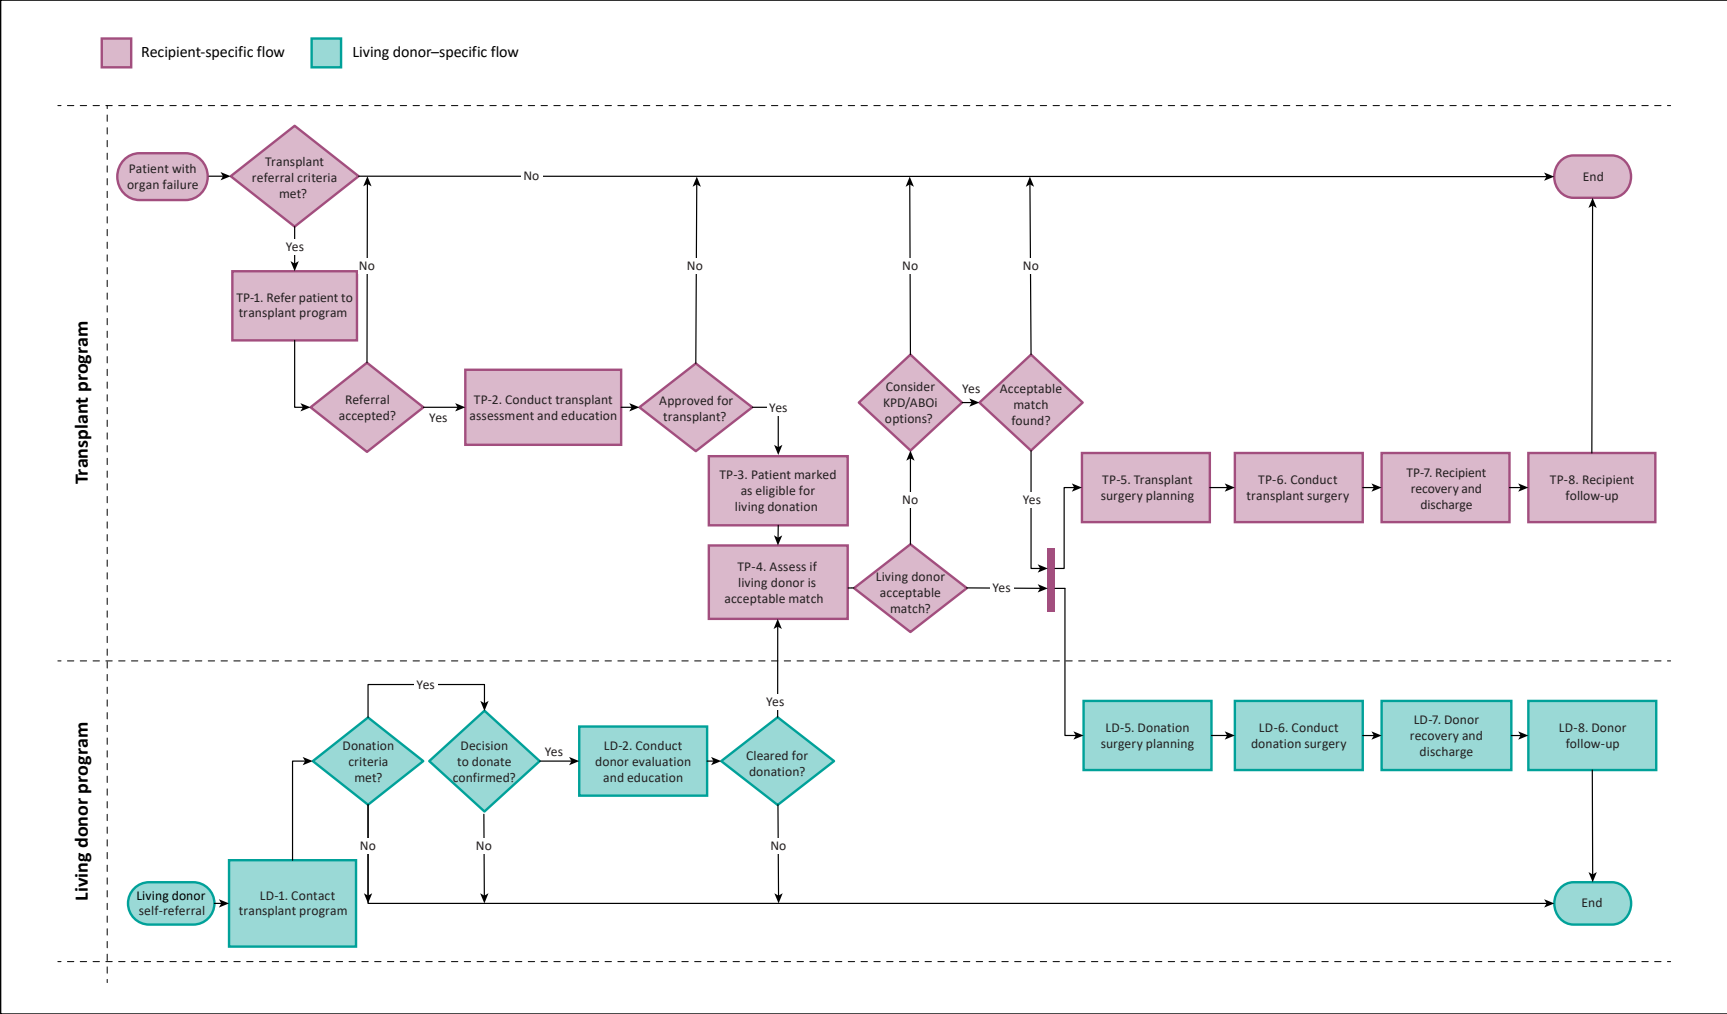 Recipient-specific flow
Living donor–specific flow
Transplant program
Patient with
organ failure
Transplant
referral criteria
met?
No
End
Yes
TP-1. Refer patient to
transplant program
No
Referral
accepted?
Yes
TP-2. Conduct transplant
assessment and education
No
Approved for
transplant?
Yes
TP-3. Patient marked
as eligible for
living donation
TP-4. Assess if
living donor is
acceptable match
Living donor
acceptable
match?
No
Yes
Consider
KPD/ABOi
options?
No
Yes
Acceptable
match
found?
No
Yes
TP-5. Transplant
surgery planning
TP-6. Conduct
transplant surgery
TP-7. Recipient
recovery and
discharge
TP-8. Recipient
follow-up
Living donor program
Living donor
self-referral
LD-1. Contact
transplant program
Donation
criteria
met?
Yes
No
Decision
to donate
confirmed?
Yes
No
LD-2. Conduct
donor evaluation
and education
Cleared for
donation?
Yes
No
LD-5. Donation
surgery planning
LD-6. Conduct
donation surgery
LD-7. Donor
recovery and
discharge
LD-8. Donor
follow-up
End